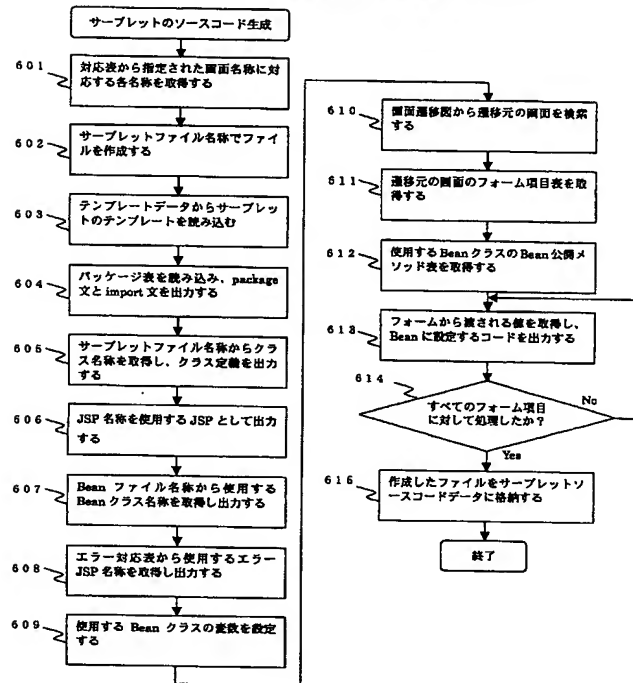 サーブレットのソースコード生成
601
対応表から指定された画面名称に対
応する各名称を取得する
602
サーブレットファイル名称でファイ
ルを作成する
603
テンプレートデータからサーブレッ
トのテンプレートを読み込む
604
パッケージ表を読み込み、package
文と import 文を出力する
605
サーブレットファイル名称からクラ
ス名称を取得し、クラス定義を出力
する
606
JSP 名称を使用する JSP として出力
する
607
Bean ファイル名称から使用する
Bean クラス名称を取得し出力する
608
エラー対応表から使用するエラー
JSP 名称を取得し出力する
609
使用する Bean クラスの変数を設定
する
610
画面遷移図から遷移元の画面を検索
する
611
遷移元の画面のフォーム項目表を取
得する
612
使用する Bean クラスの Bean 公開メ
ソッド表を取得する
613
フォームから渡される値を取得し、
Bean に設定するコードを出力する
614
すべてのフォーム項目
に対して処理したか？
No
Yes
615
作成したファイルをサーブレットソ
ースコードデータに格納する
終了